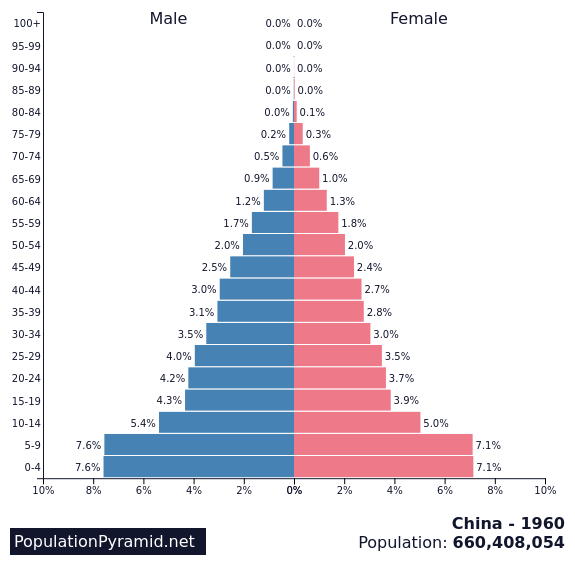 Male Female
100+ 0.0% 0.0%
95-99 0.0% 0.0%
90-94 0.0% 0.0%
85-89 0.0% 0.0%
80-84 0.0% 0.1%
75-79 0.2% 0.3%
70-74 0.5% 0.6%
65-69 0.9% 1.0%
60-64 1.2% 1.3%
55-59 1.7% 1.8%
50-54 2.0% 2.0%
45-49 2.5% 2.4%
40-44 3.0% 2.7%
35-39 3.1% 2.8%
30-34 3.5% 3.0%
25-29 4.0% 3.5%
20-24 4.2% 3.7%
15-19 4.3% 3.9%
10-14 5.4% 5.0%
5-9 7.6% 7.1%
0-4 7.6% 7.1%
10% 8% 6% 4% 2% 0% 2% 4% 6% 8% 10%
China - 1960
PopulationPyramid.net Population: 660,408,054